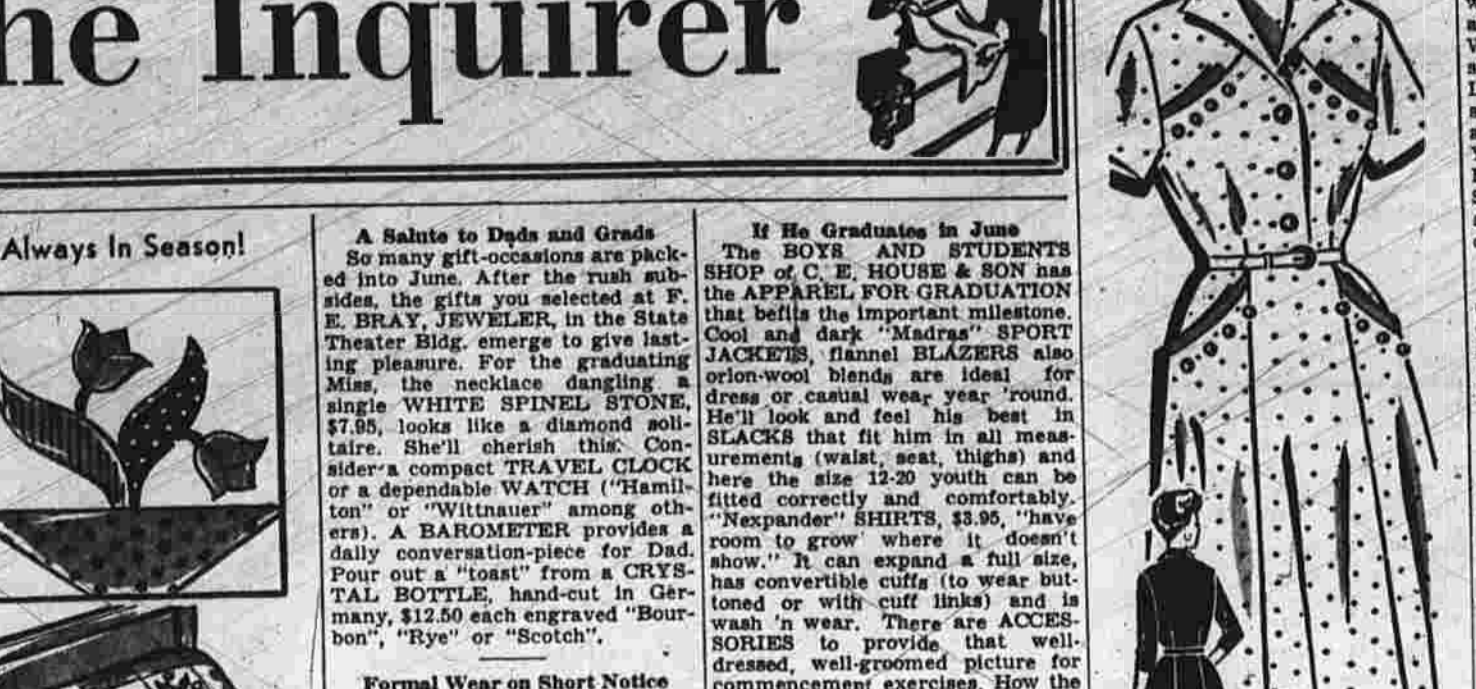 he Inquirer
Always In Season!
A Salute to Dads and Grads
So many gift-occasions are pack-
ed into June. After the rush sub-
sides, the gifts you selected at F.
E. BRAY, JEWELER, in the State
Theater Bldg. emerge to give last-
ing pleasure. For the graduating
Miss, the necklace dangling a
single WHITE SPINEL STONE,
$7.95, looks like a diamond soli-
taire. She'll cherish this. Con-
sider a compact TRAVEL CLOCK
or a dependable WATCH ("Hamil-
ton" or "Wittnauer" among oth-
ers). A BAROMETER provides a
daily conversation-piece for Dad.
Pour out a "toast" from a CRYS-
TAL BOTTLE, hand-cut in Ger-
many, $12.50 each engraved "Bour-
bon", "Rye" or "Scotch".
Formal Wear on Short Notice
If He Graduates in June
The BOYS AND STUDENTS
SHOP of C. E. HOUSE & SON has
the APPAREL FOR GRADUATION
that befits the important milestone.
Cool and dark "Madras" SPORT
JACKETS, flannel BLAZERS also
orlon-wool blends are ideal for
dress or casual wear year 'round.
He'll look and feel his best in
SLACKS that fit him in all meas-
urements (waist, seat, thighs) and
here the size 12-20 youth can be
fitted correctly and comfortably.
"Nexpander" SHIRTS, $3.95, "have
room to grow where it doesn't
show." It can expand a full size,
has convertible cuffs (to wear but-
toned or with cuff links) and is
wash 'n wear. There are ACCES-
SORIES to provide that well-
dressed, well-groomed picture for
commencement exercises. How the